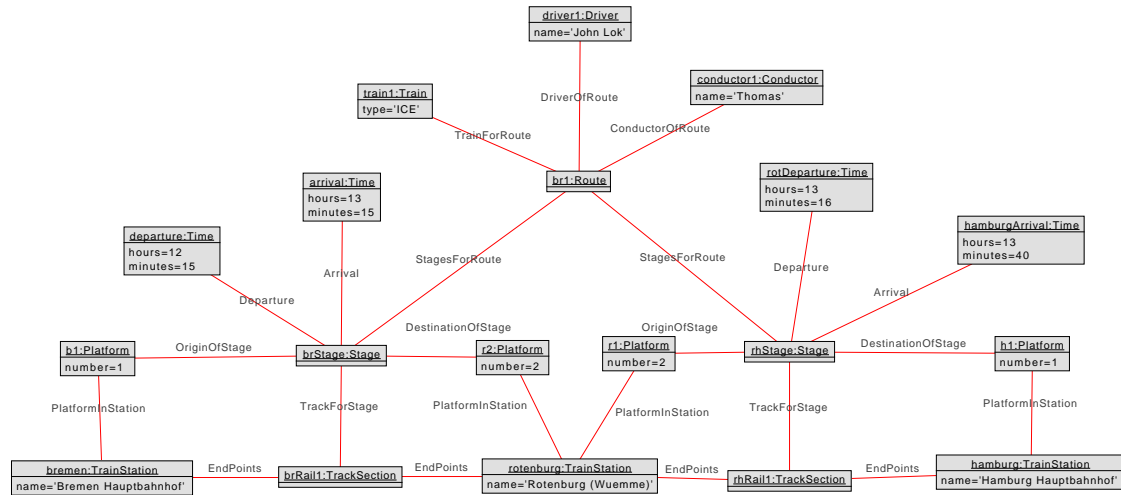 driver1:Driver
name='John Lok'
train1:Train
type='ICE'
conductor1:Conductor
name='Thomas'
DriverOfRoute
TrainForRoute
ConductorOfRoute
arrival:Time
hours=13
minutes=15
br1:Route
rotDeparture:Time
hours=13
minutes=16
departure:Time
hours=12
minutes=15
hamburgArrival:Time
hours=13
minutes=40
Arrival
StagesForRoute
StagesForRoute
Departure
Arrival
Departure
DestinationOfStage
OriginOfStage
b1:Platform
number=1
OriginOfStage
brStage:Stage
r2:Platform
number=2
r1:Platform
number=2
rhStage:Stage
DestinationOfStage
h1:Platform
number=1
PlatformInStation
TrackForStage
PlatformInStation
PlatformInStation
TrackForStage
PlatformInStation
bremen:TrainStation
name='Bremen Hauptbahnhof'
EndPoints
brRail1:TrackSection
EndPoints
rotenburg:TrainStation
name='Rotenburg (Wuemme)'
EndPoints
rhRail1:TrackSection
EndPoints
hamburg:TrainStation
name='Hamburg Hauptbahnhof'